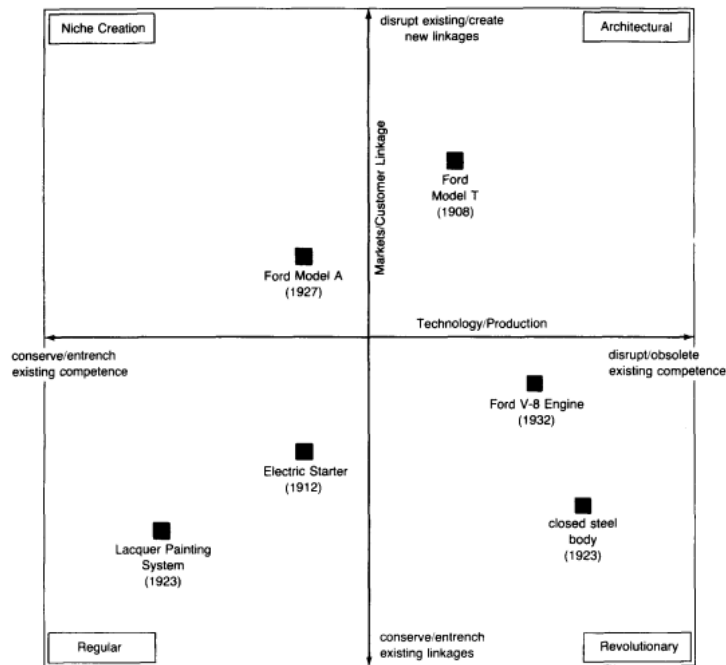 Niche Creation
disrupt existing/create
new linkages
Architectural
Markets/Customer Linkage
Ford
Model T
(1908)
Ford Model A
(1927)
Technology/Production
conserve/entrench
existing competence
disrupt/obsolete
existing competence
Ford V-8 Engine
(1932)
Electric Starter
(1912)
closed steel
body
(1923)
Lacquer Painting
System
(1923)
Regular
conserve/entrench
existing linkages
Revolutionary